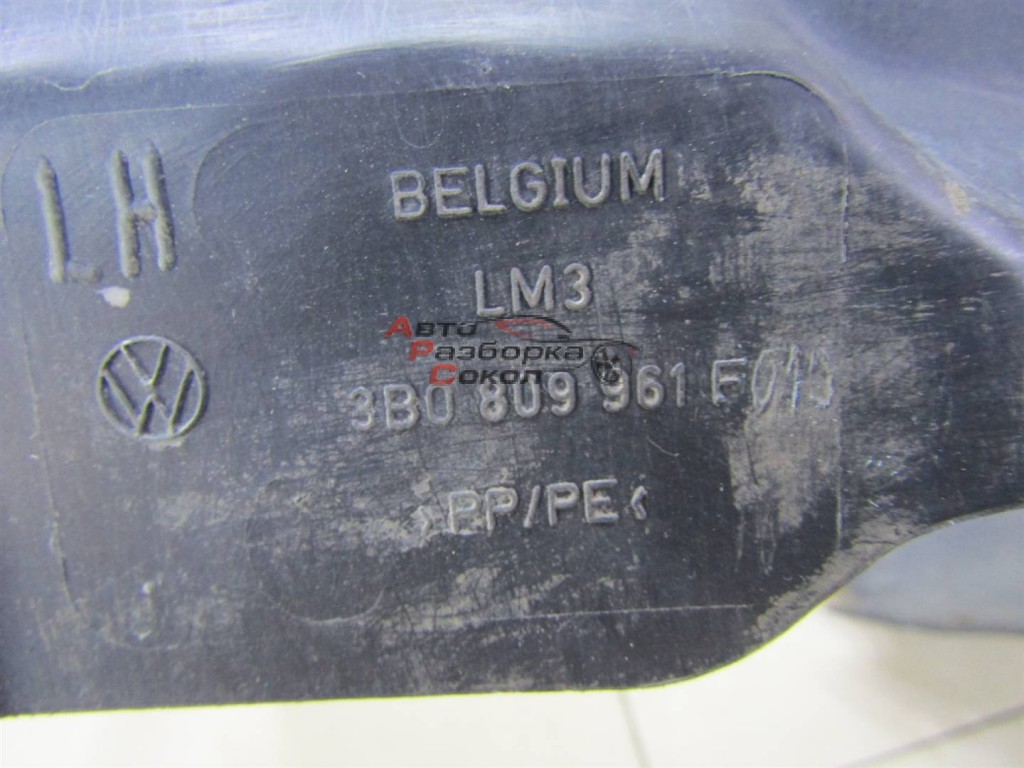 LH
BELGIUM
LM3
Авто
Разборка
Сокол
3B0 809 961
>PP/PE<